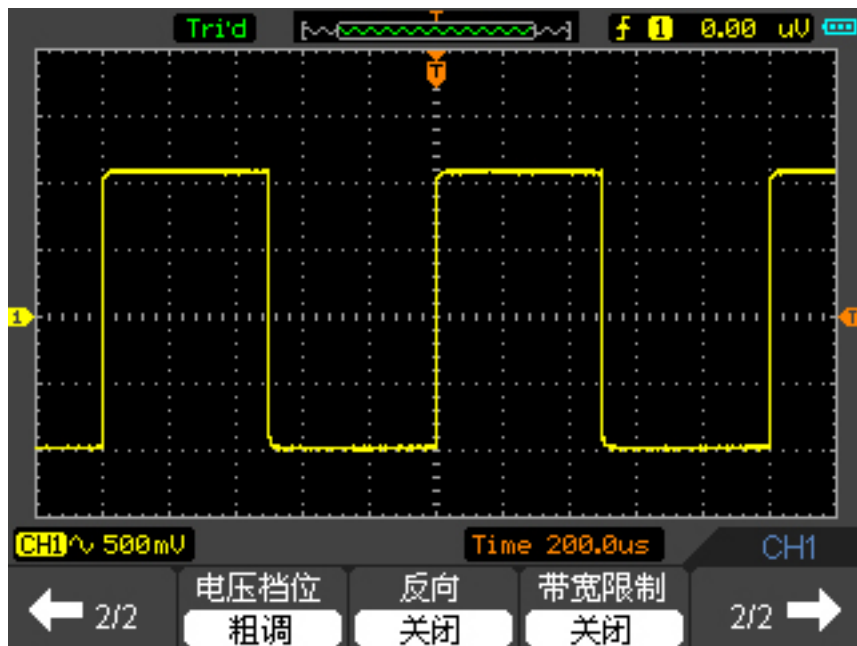 Tri'd T 1 0.00 uV
T
1 T
CH1 500mV Time 200.0us CH1
电压档位 反向 带宽限制
2/2 粗调 关闭 关闭 2/2